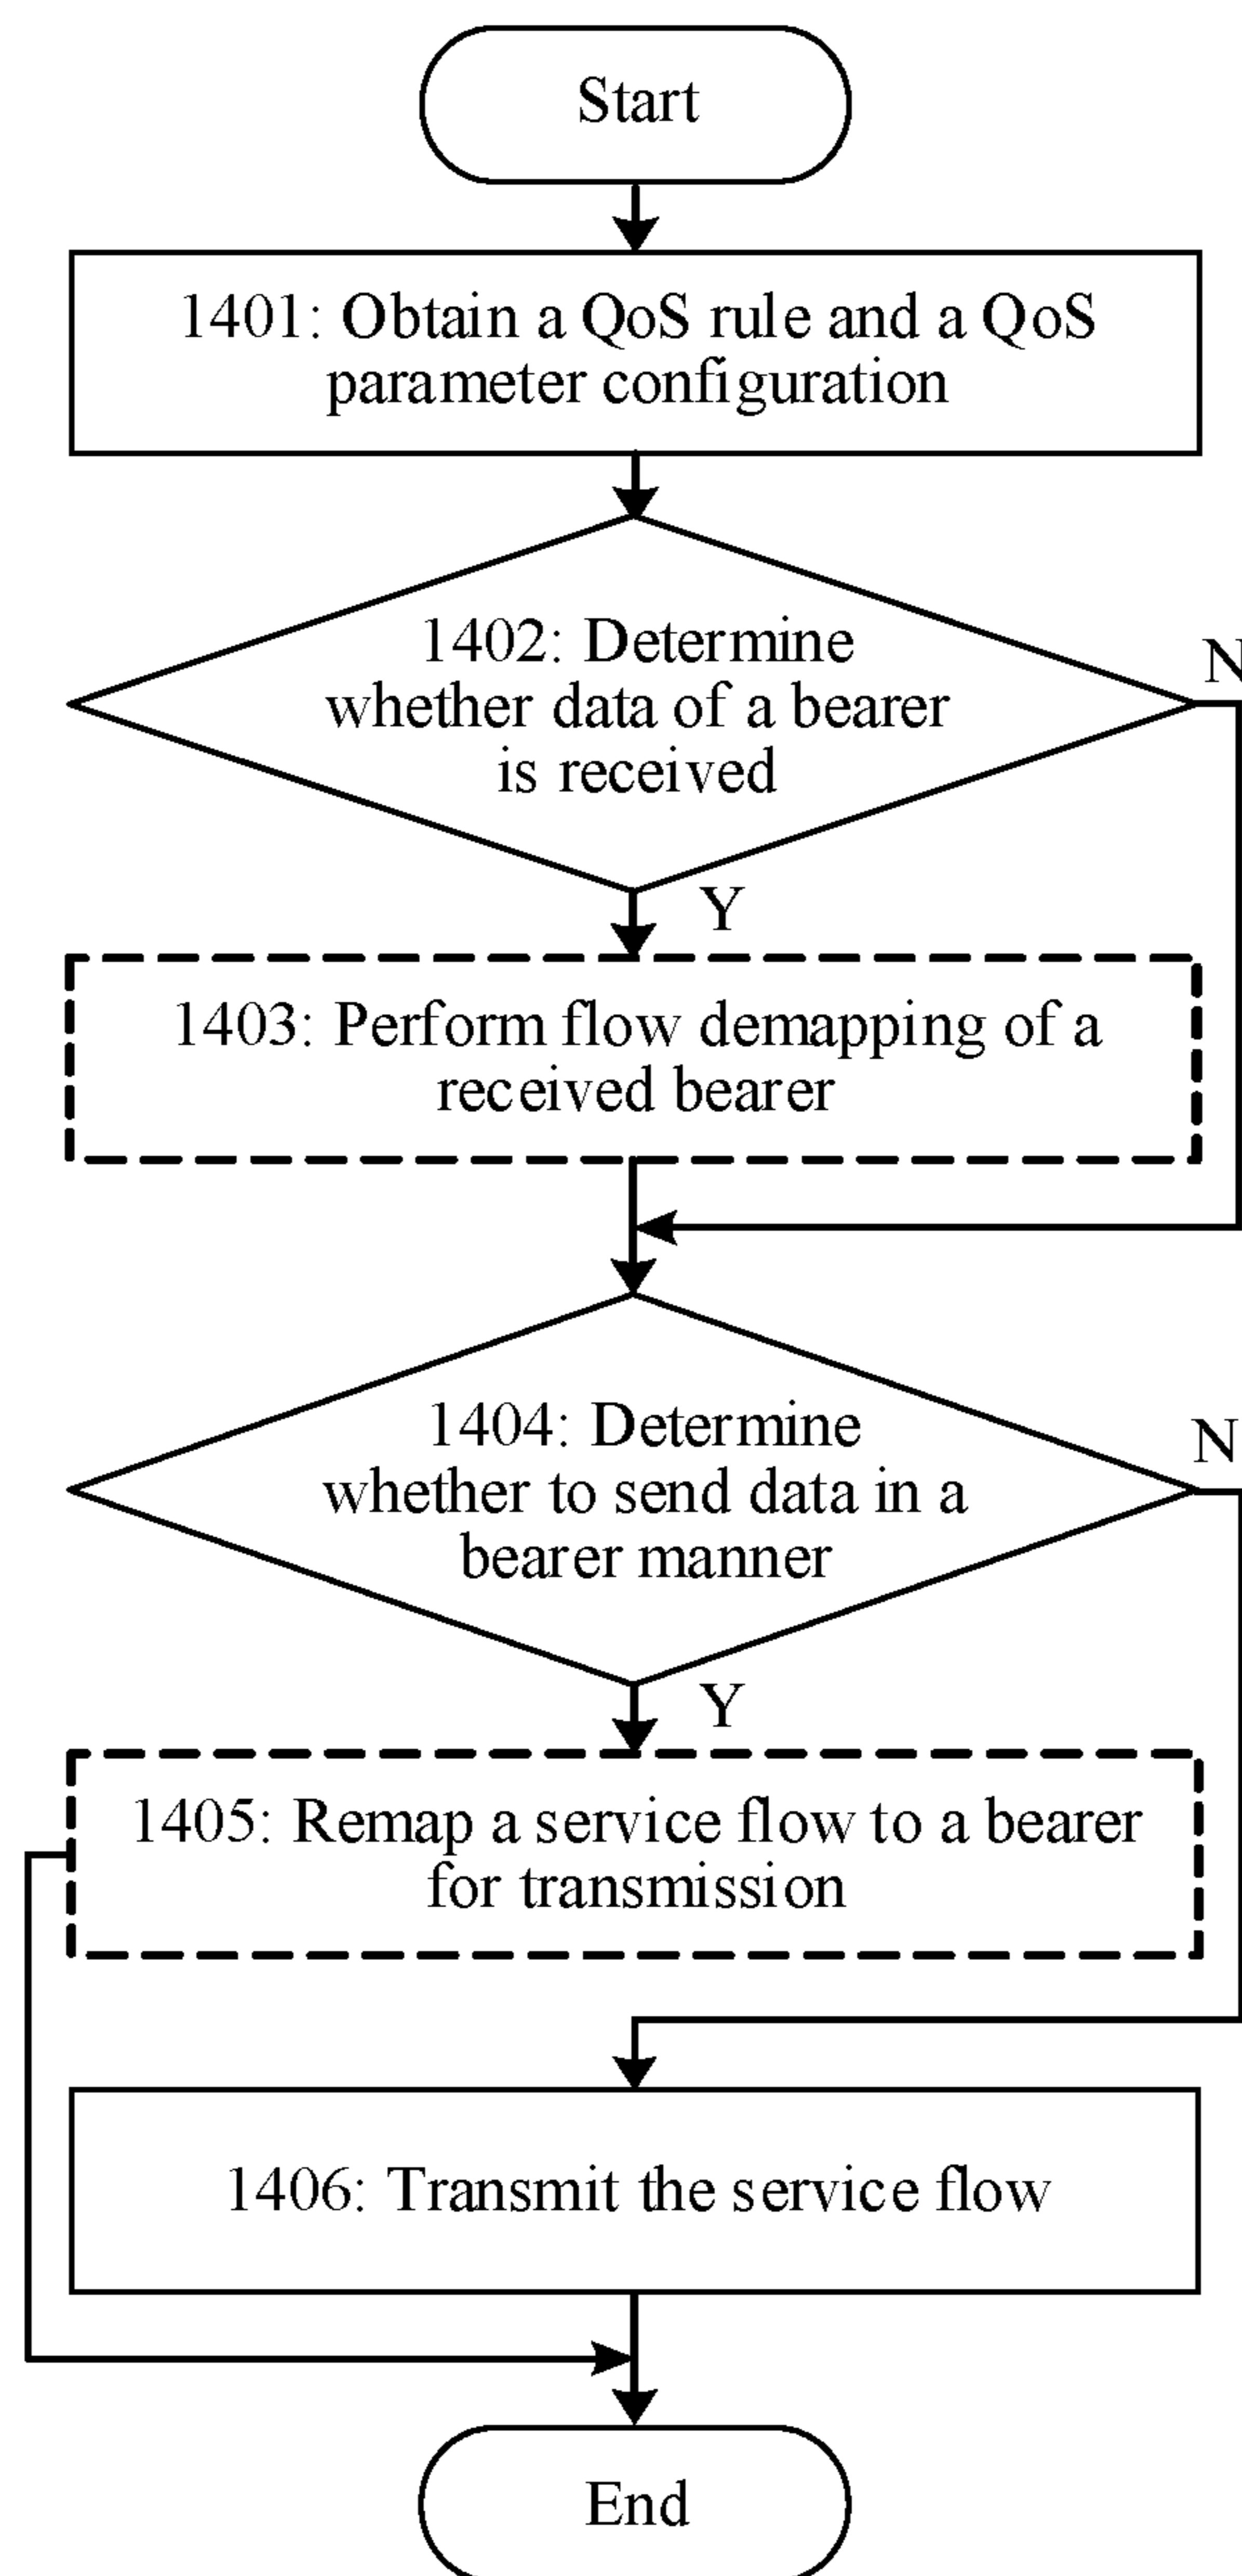 Start
1401: Obtain a QoS rule and a QoS
parameter configuration
1402: Determine
whether data of a bearer
is received
N
Y
1403: Perform flow demapping of a
received bearer
1404: Determine
whether to send data in a
bearer manner
N
Y
1405: Remap a service flow to a bearer
for transmission
1406: Transmit the service flow
End